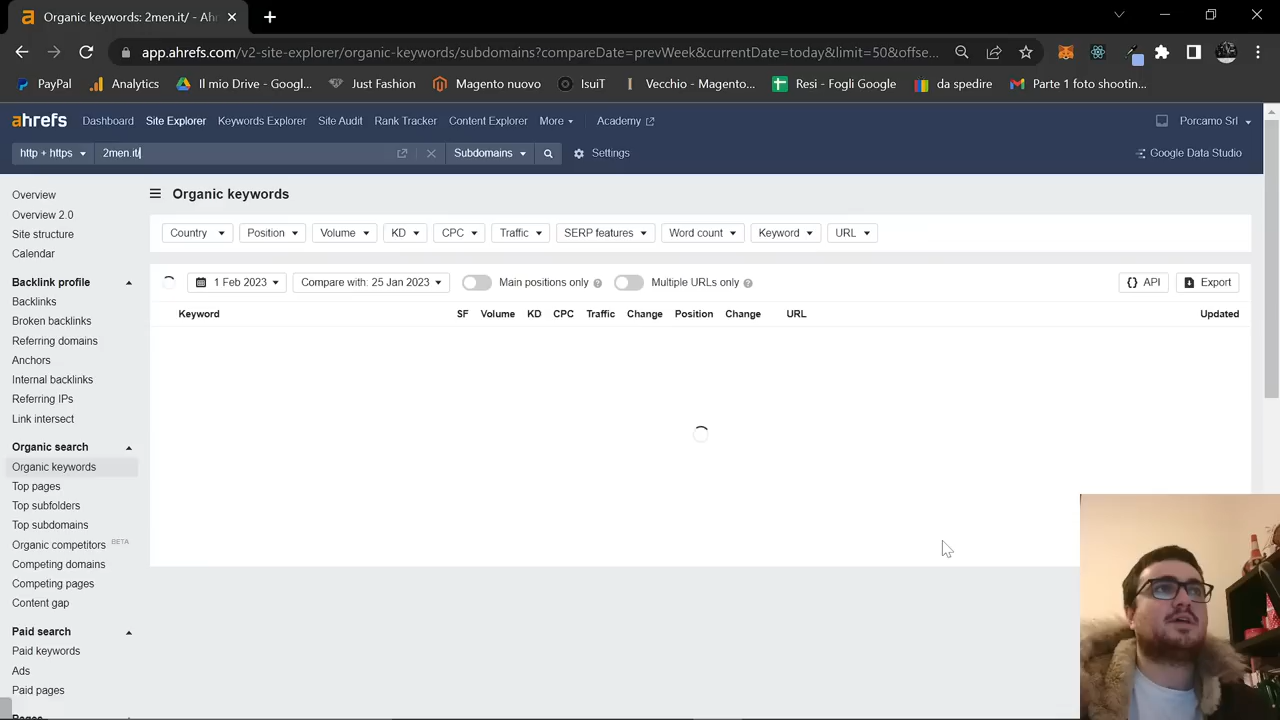 Organic keywords: 2men.it/ - Ahr
app.ahrefs.com/v2-site-explorer/organic-keywords/subdomains?compareDate=prevWeek&currentDate=today&limit=50&offse...
PayPal Analytics Il mio Drive - Googl... Just Fashion Magento nuovo IsuiT Vecchio - Magento... Resi - Fogli Google da spedire Parte 1 foto shootin...
ahrefs Dashboard Site Explorer Keywords Explorer Site Audit Rank Tracker Content Explorer More Academy Porcamo Srl
http + https 2men.it/ Subdomains Settings Google Data Studio
Overview
Overview 2.0
Site structure
Calendar
Backlink profile
Backlinks
Broken backlinks
Referring domains
Anchors
Internal backlinks
Referring IPs
Link intersect
Organic search
Organic keywords
Top pages
Top subfolders
Top subdomains
Organic competitors BETA
Competing domains
Competing pages
Content gap
Paid search
Paid keywords
Ads
Paid pages
Pages
Organic keywords
Country Position Volume KD CPC Traffic SERP features Word count Keyword URL
1 Feb 2023 Compare with: 25 Jan 2023 Main positions only Multiple URLs only API Export
Keyword SF Volume KD CPC Traffic Change Position Change URL Updated